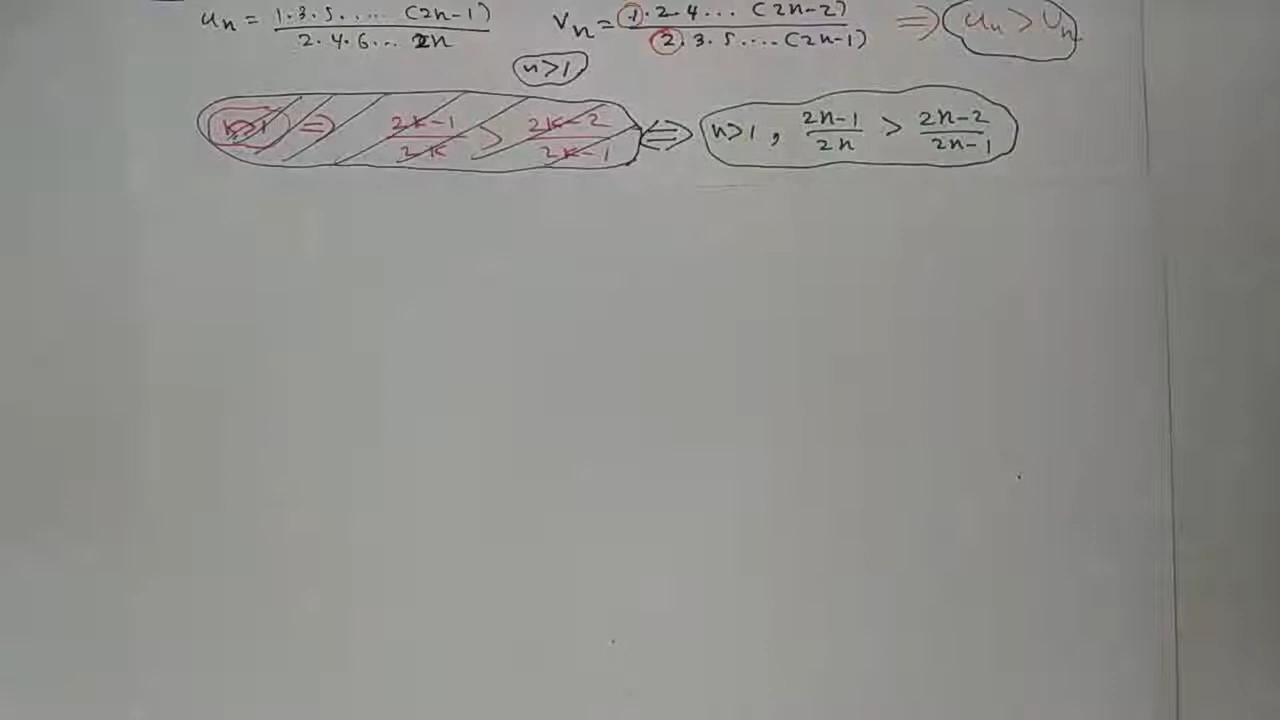 uₙ = 1·3·5·.... (2n-1) / 2·4·6... 2n    Vₙ = 1·2·4... (2n-2) / 2·3·5....(2n-1) ⇒ uₙ > Vₙ
n>1
k>1 ⇒ 2k-1 / 2k > 2k-2 / 2k-1 ⇔ n>1, 2n-1 / 2n > 2n-2 / 2n-1